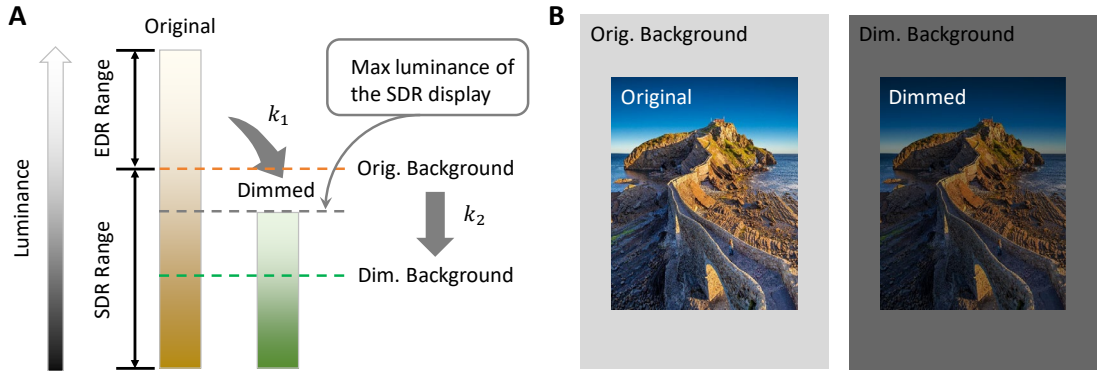 A
Original
Luminance
EDR Range
SDR Range
k₁
Max luminance of
the SDR display
Orig. Background
Dimmed
k₂
Dim. Background
B
Orig. Background
Original
Dim. Background
Dimmed